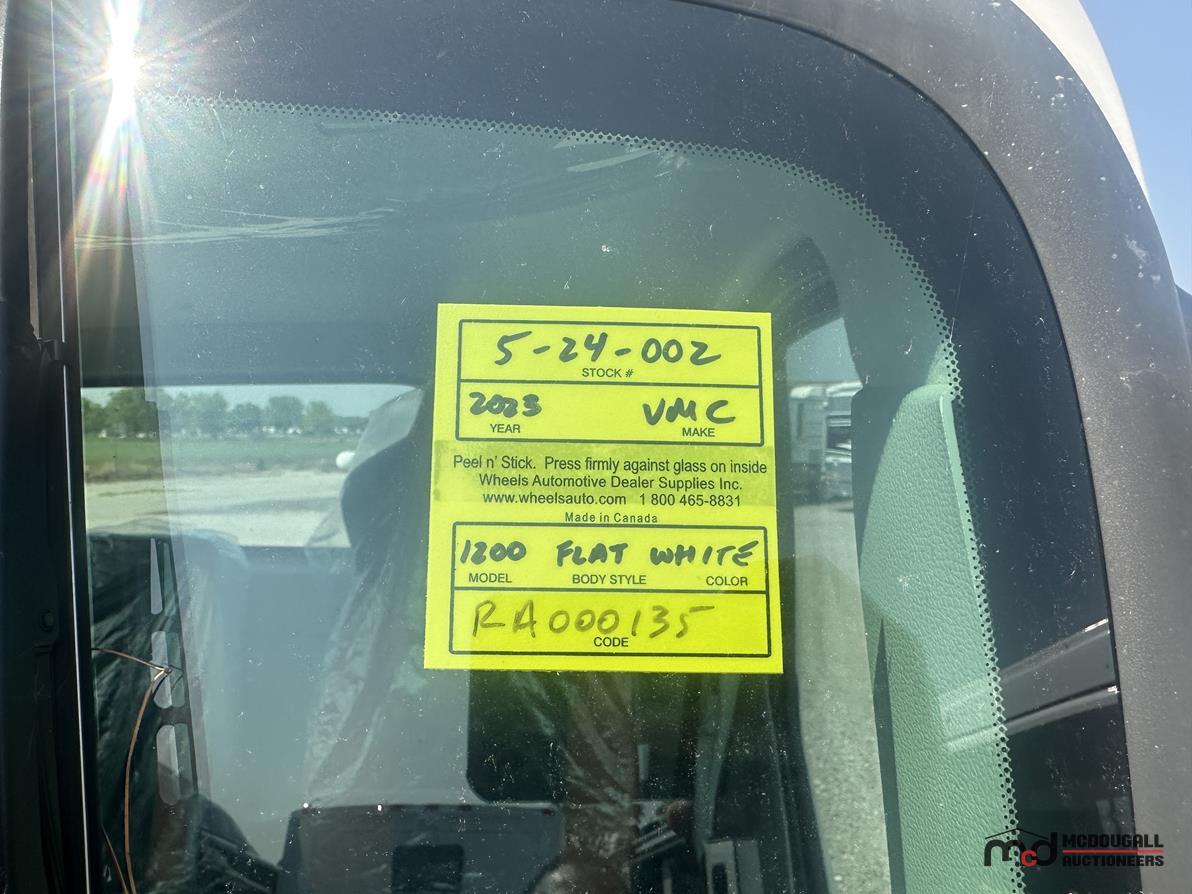 5-24-002
STOCK #
2023 VMC
YEAR MAKE
Peel n' Stick. Press firmly against glass on inside
Wheels Automotive Dealer Supplies Inc.
www.wheelsauto.com 1 800 465-8831
Made in Canada
1200 FLAT WHITE
MODEL BODY STYLE COLOR
RA000135
CODE
mcd MCDOUGALL
AUCTIONEERS